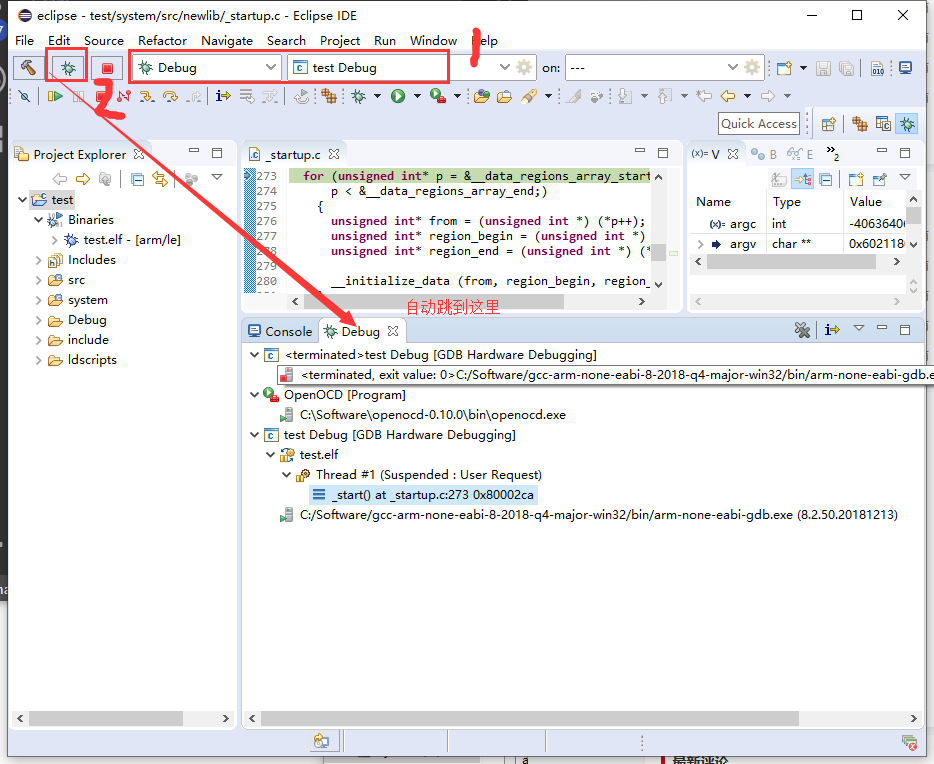 eclipse - test/system/src/newlib/_startup.c - Eclipse IDE
File Edit Source Refactor Navigate Search Project Run Window Help
Debug test Debug on: ---
1
2
Quick Access
Project Explorer
test
Binaries
test.elf - [arm/le]
Includes
src
system
Debug
include
ldscripts
_startup.c
273 for (unsigned int* p = &__data_regions_array_start
274 p < &__data_regions_array_end;)
275 {
276 unsigned int* from = (unsigned int *) (*p++);
277 unsigned int* region_begin = (unsigned int *)
278 unsigned int* region_end = (unsigned int *) (*
279
280 __initialize_data (from, region_begin, region_
自动跳到这里
(x)= V B E »2
Name Type Value
(x)= argc int -40636400
argv char ** 0x6021180
Console Debug
<terminated>test Debug [GDB Hardware Debugging]
<terminated, exit value: 0>C:/Software/gcc-arm-none-eabi-8-2018-q4-major-win32/bin/arm-none-eabi-gdb.e
OpenOCD [Program]
C:\Software\openocd-0.10.0\bin\openocd.exe
test Debug [GDB Hardware Debugging]
test.elf
Thread #1 (Suspended : User Request)
_start() at _startup.c:273 0x80002ca
C:/Software/gcc-arm-none-eabi-8-2018-q4-major-win32/bin/arm-none-eabi-gdb.exe (8.2.50.20181213)
a
最新评论